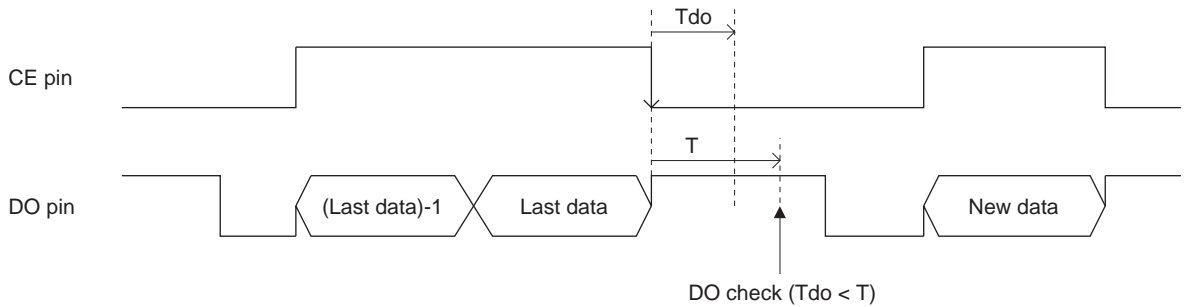 Tdo
CE pin
T
DO pin
(Last data)-1
Last data
New data
DO check (Tdo < T)